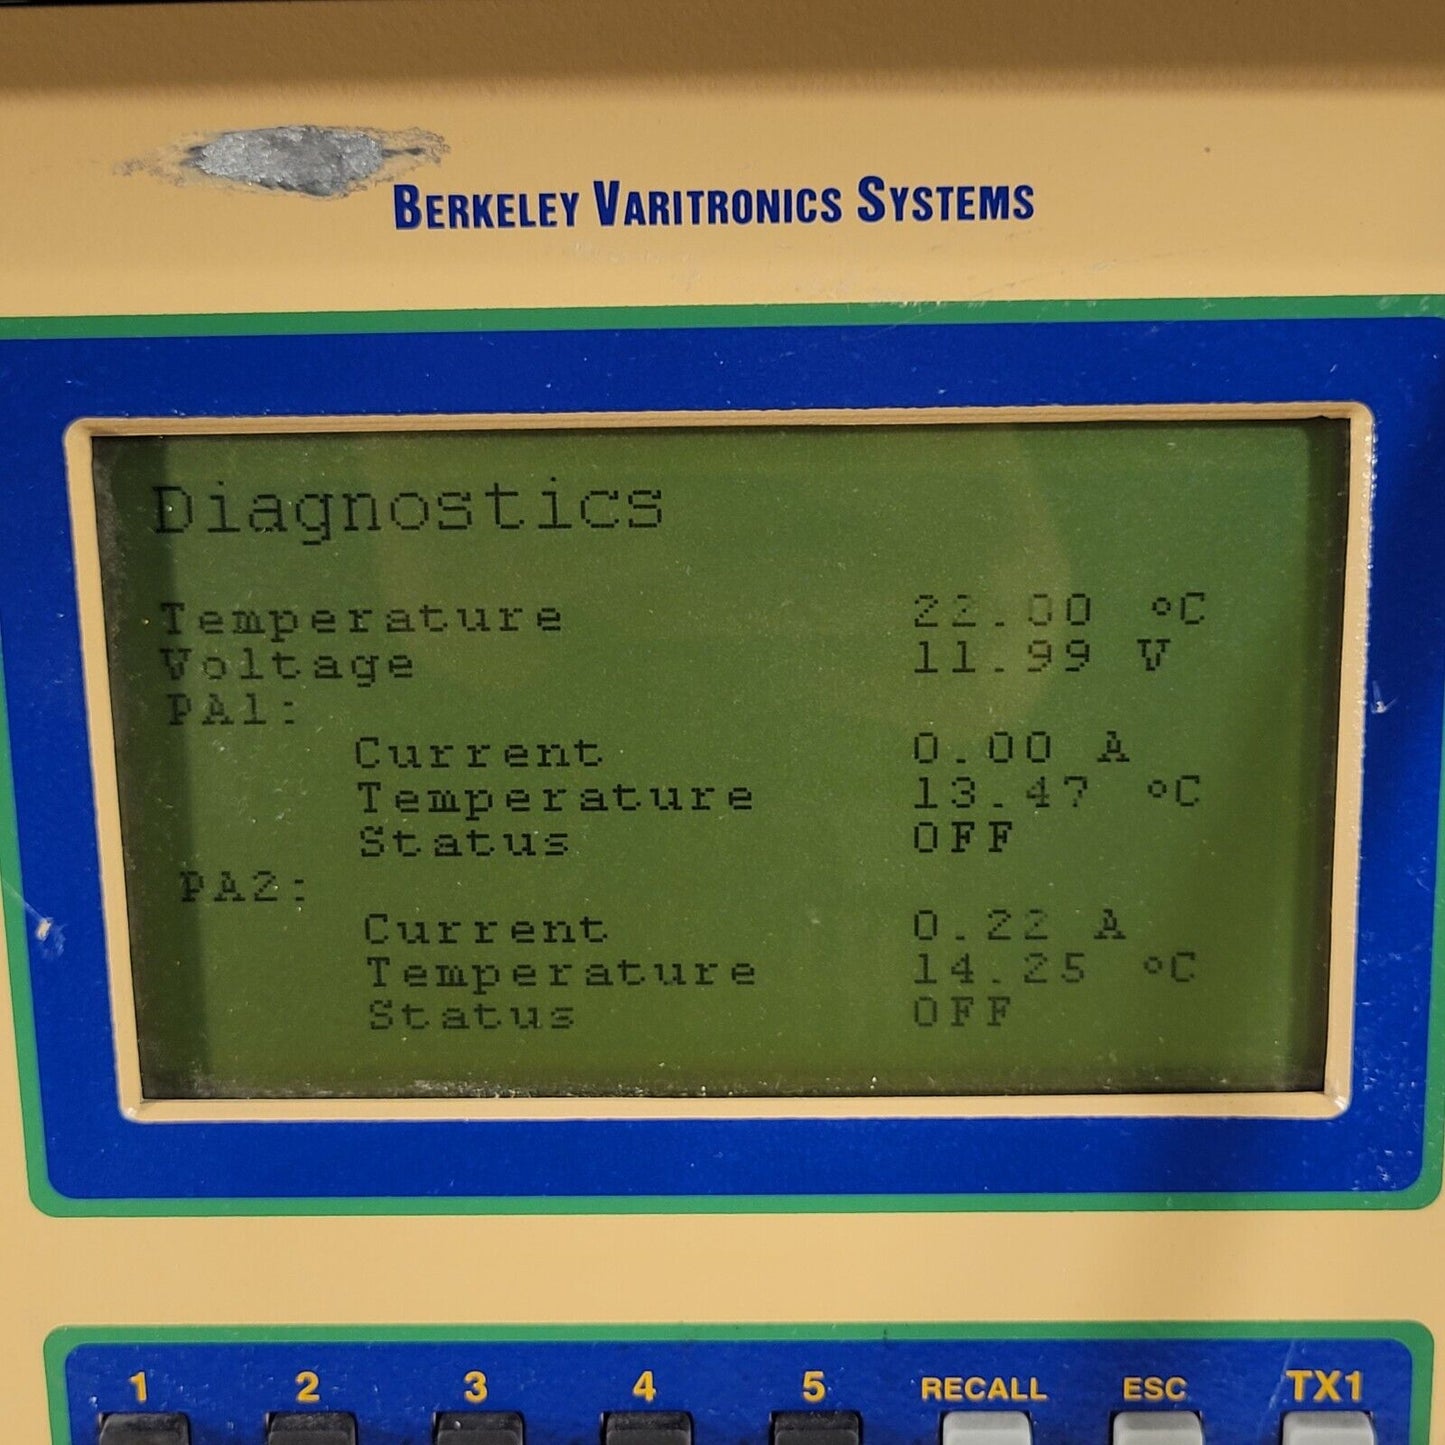 BERKELEY VARITRONICS SYSTEMS
Diagnostics
Temperature 22.00 °C
Voltage 11.99 V
PA1:
Current 0.00 A
Temperature 13.47 °C
Status OFF
PA2:
Current 0.22 A
Temperature 14.25 °C
Status OFF
1 2 3 4 5 RECALL ESC TX1